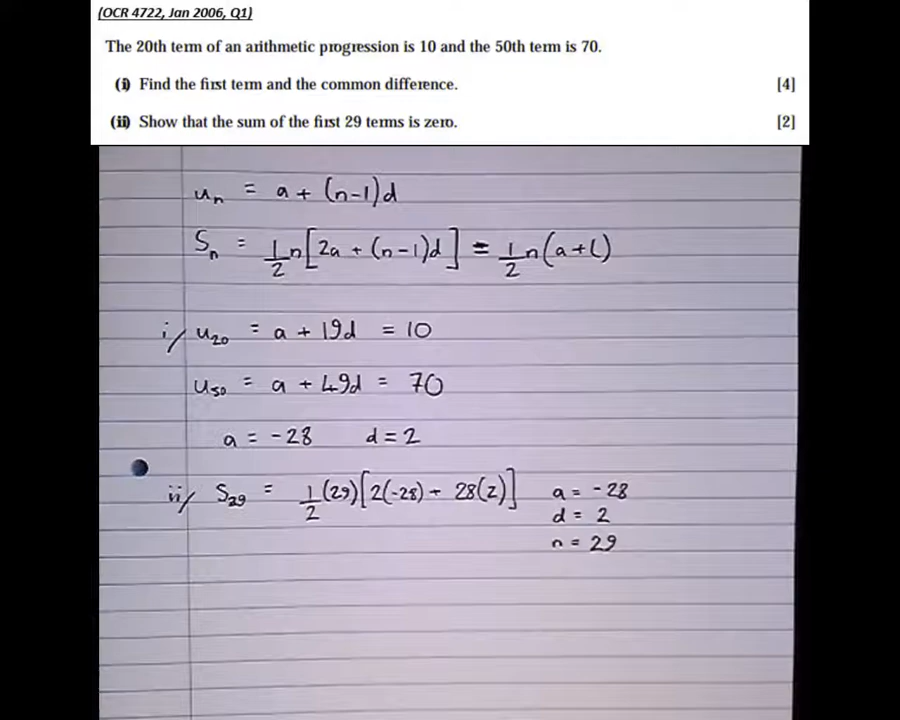 (OCR 4722, Jan 2006, Q1)
The 20th term of an arithmetic progression is 10 and the 50th term is 70.
(i) Find the first term and the common difference. [4]
(ii) Show that the sum of the first 29 terms is zero. [2]
uₙ = a + (n-1)d
Sₙ = 1/2 n[2a + (n-1)d] = 1/2 n(a+L)
i/ u₂₀ = a + 19d = 10
u₅₀ = a + 49d = 70
a = -28 d = 2
ii/ S₂₉ = 1/2 (29)[2(-28) + 28(2)] a = -28
d = 2
n = 29